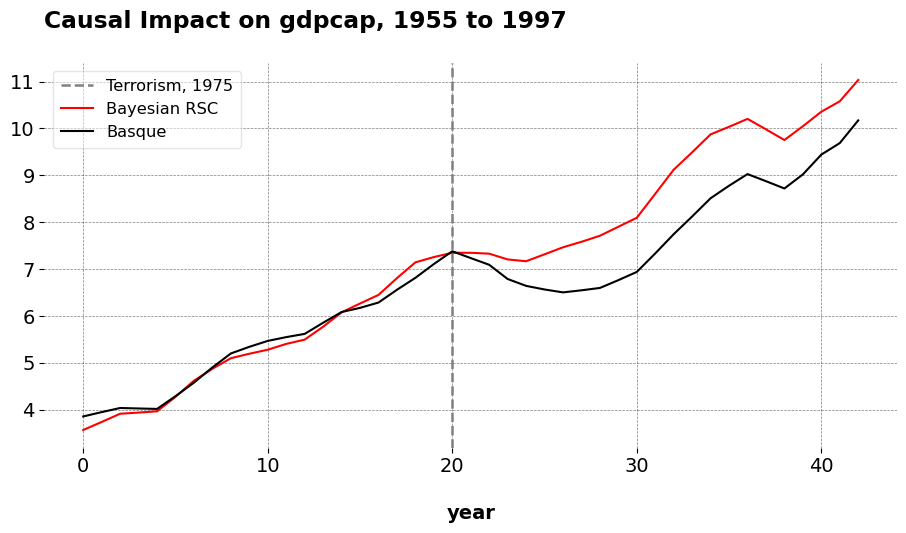 Causal Impact on gdpcap, 1955 to 1997
Terrorism, 1975
Bayesian RSC
Basque
11
10
9
8
7
6
5
4
0 10 20 30 40
year